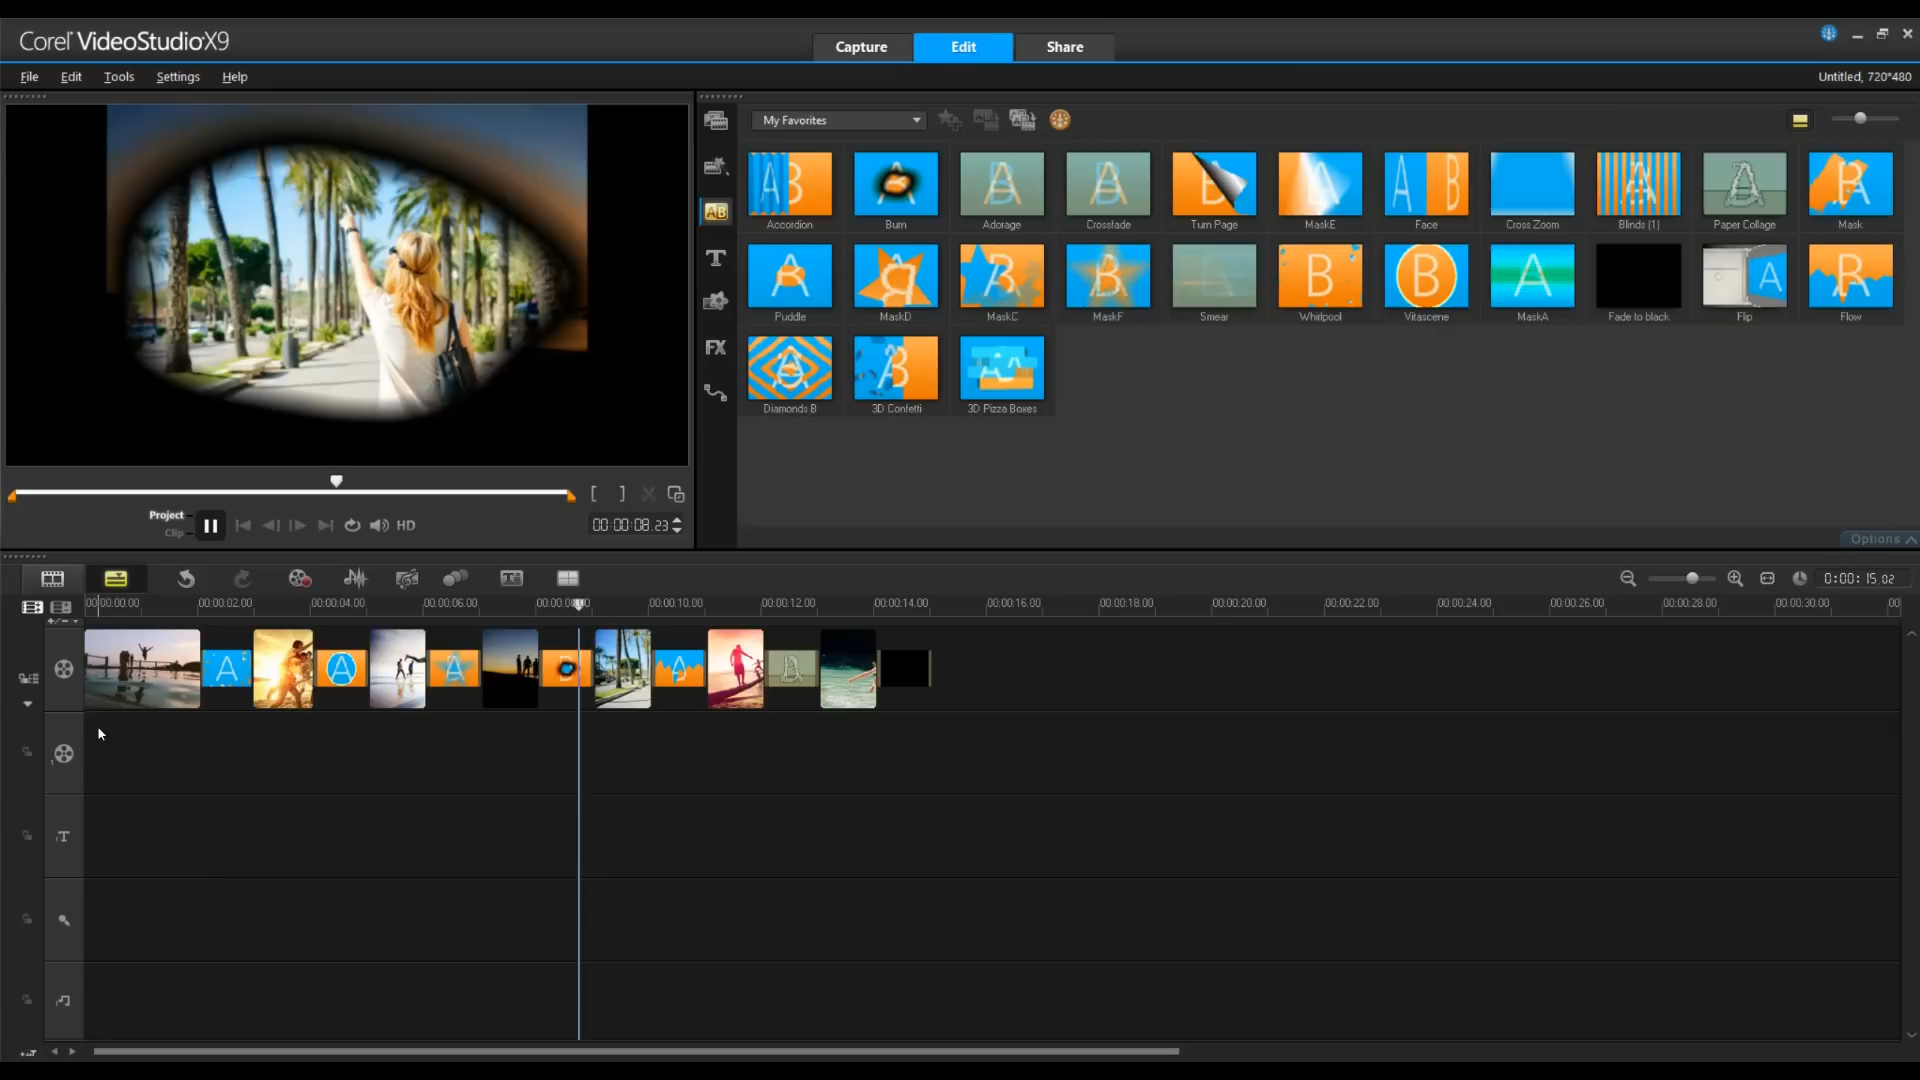 Corel VideoStudio X9
Capture
Edit
Share
File
Edit
Tools
Settings
Help
Untitled, 720*480
My Favorites
Accordion
Burn
Adorage
Crossfade
Turn Page
MaskE
Face
Cross Zoom
Blinds (1)
Paper Collage
Mask
Puddle
MaskD
MaskC
MaskF
Smear
Whirlpool
Vitascene
MaskA
Fade to black
Flip
Flow
Diamonds B
3D Confetti
3D Pizza Boxes
Project
Clip
HD
00:00:08.23
Options
FX
0:00:15.02
00:00:00.00
00:00:02.00
00:00:04.00
00:00:06.00
00:00:10.00
00:00:12.00
00:00:14.00
00:00:16.00
00:00:18.00
00:00:20.00
00:00:22.00
00:00:24.00
00:00:26.00
00:00:28.00
00:00:30.00